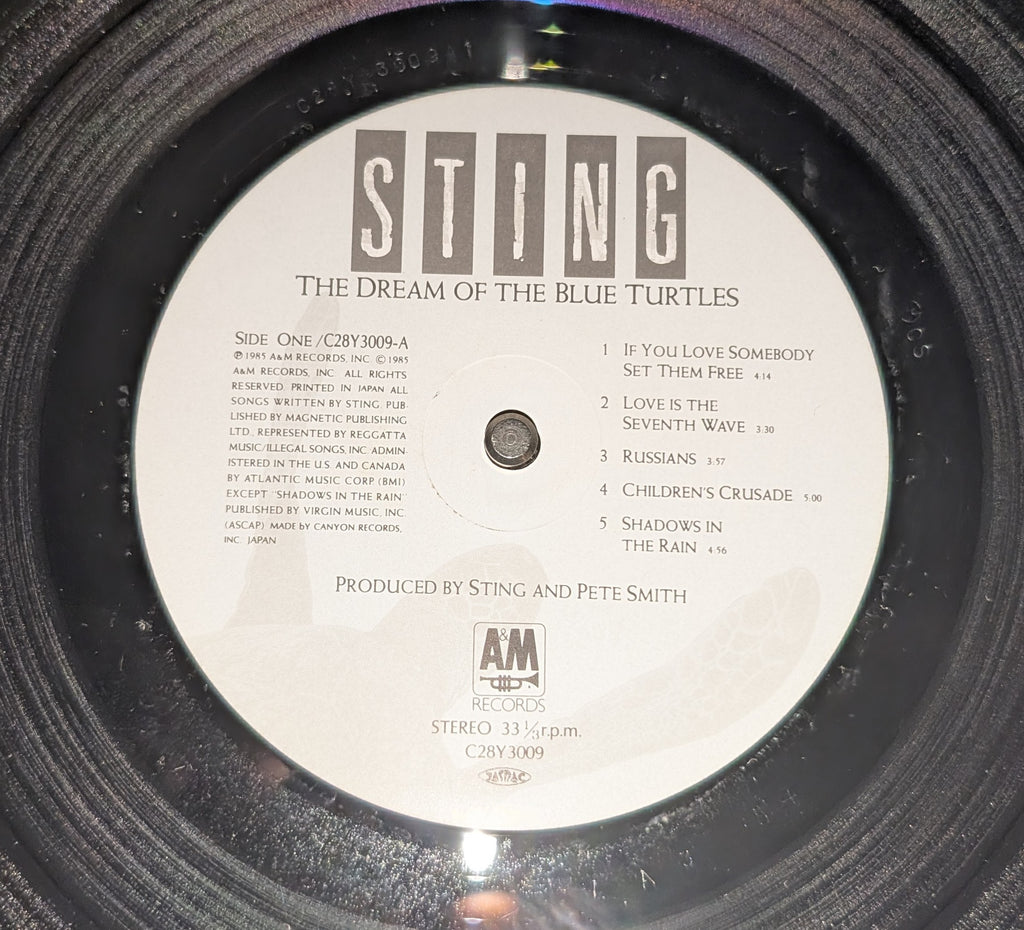 C28Y3009A1
STING
THE DREAM OF THE BLUE TURTLES
SIDE ONE/C28Y3009-A
℗ 1985 A&M RECORDS, INC. © 1985
A&M RECORDS, INC. ALL RIGHTS
RESERVED. PRINTED IN JAPAN. ALL
SONGS WRITTEN BY STING. PUB-
LISHED BY MAGNETIC PUBLISHING
LTD., REPRESENTED BY REGGATTA
MUSIC/ILLEGAL SONGS, INC. ADMIN-
ISTERED IN THE U.S. AND CANADA
BY ATLANTIC MUSIC CORP. (BMI)
EXCEPT "SHADOWS IN THE RAIN"
PUBLISHED BY VIRGIN MUSIC, INC.
(ASCAP) MADE by CANYON RECORDS,
INC. JAPAN
1 IF YOU LOVE SOMEBODY
SET THEM FREE 4:14
2 LOVE IS THE
SEVENTH WAVE 3:30
3 RUSSIANS 3:57
4 CHILDREN'S CRUSADE 5:00
5 SHADOWS IN
THE RAIN 4:56
PRODUCED BY STING AND PETE SMITH
A&M
RECORDS
STEREO 33 1/3 r.p.m.
C28Y3009
JASRAC
905